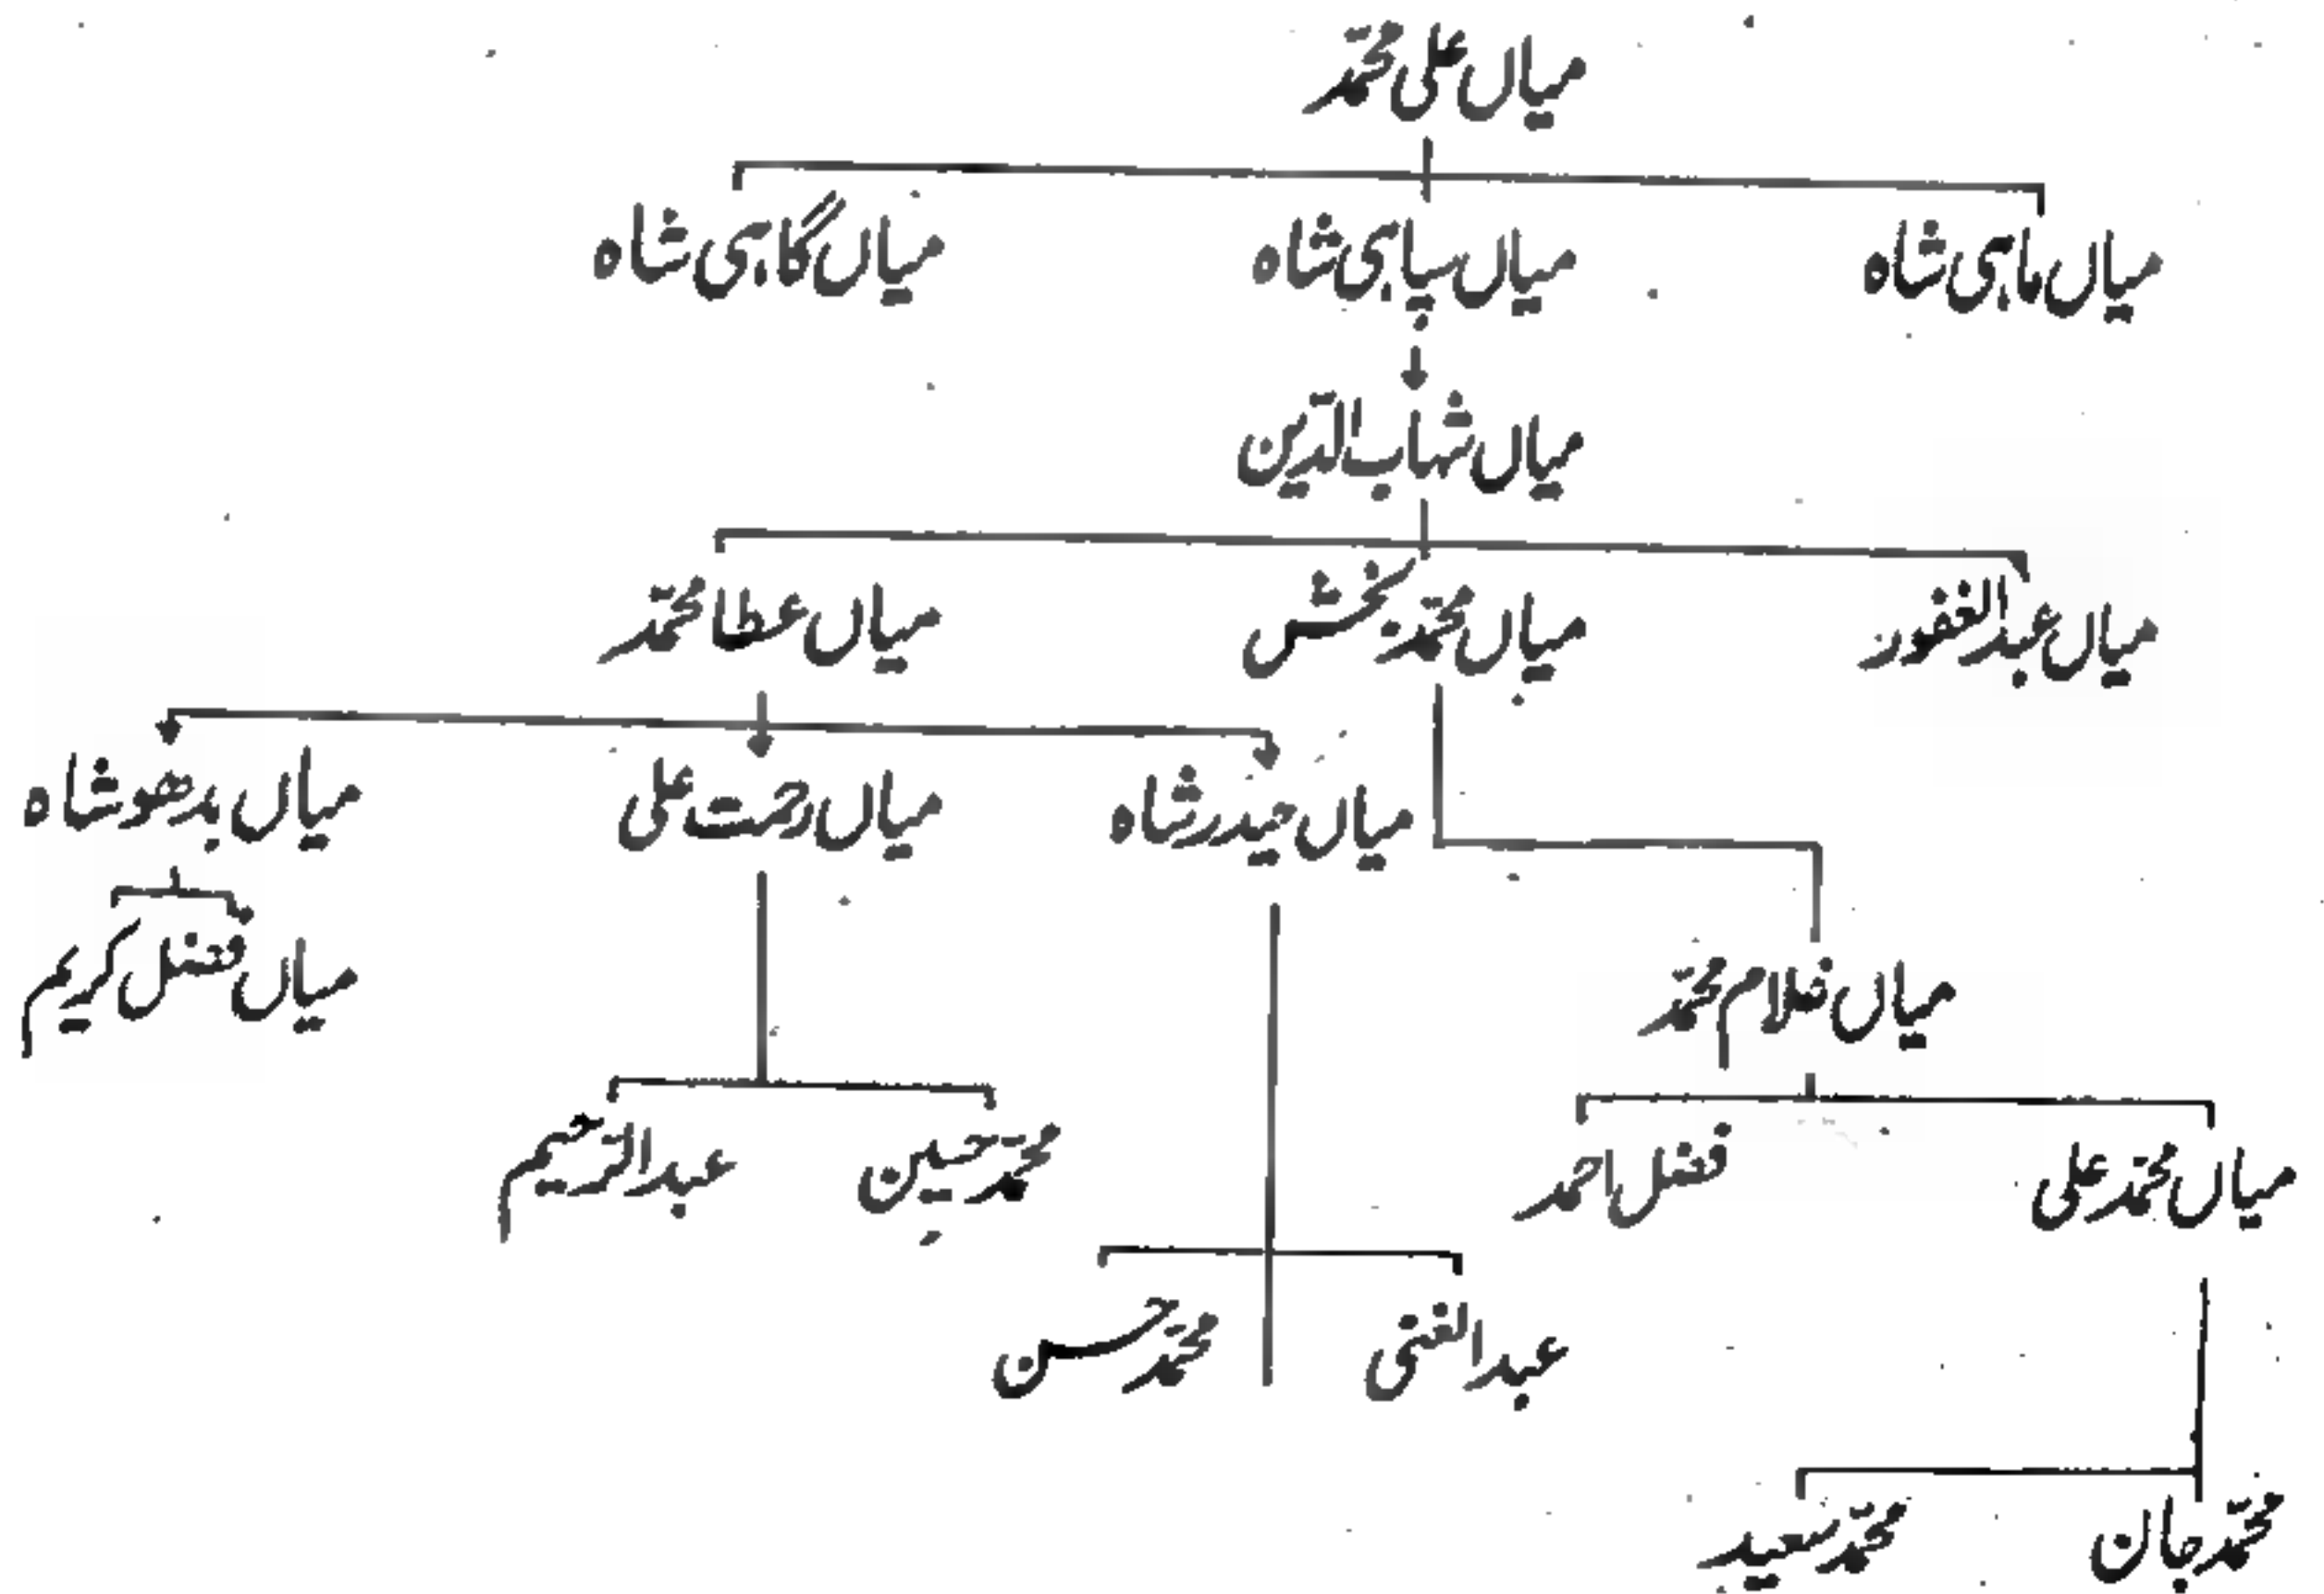 میاں علی محمد
میاں ماہی شاہ میاں سپاہی شاہ میاں گاہی شاہ
میاں شہاب الدین
میاں عبدالغفور میاں محمد بخش میاں عطا محمد
میاں حیدر شاہ میاں رحمت علی میاں بدھو شاہ
میاں غلام محمد میاں فضل کریم
میاں محمد علی فضل احمد محمد حسین عبدالرحیم
عبدالغنی محمد حسن
محمد جان محمد سعید